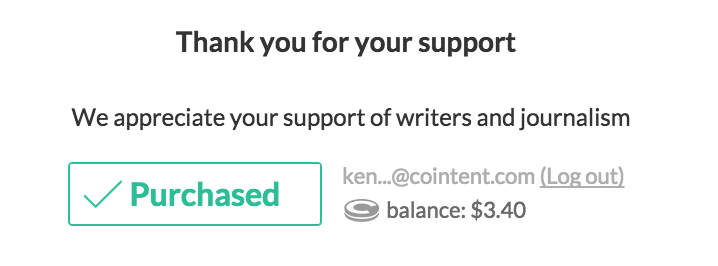 Thank you for your support
We appreciate your support of writers and journalism
Purchased
ken...@cointent.com (Log out)
balance: $3.40